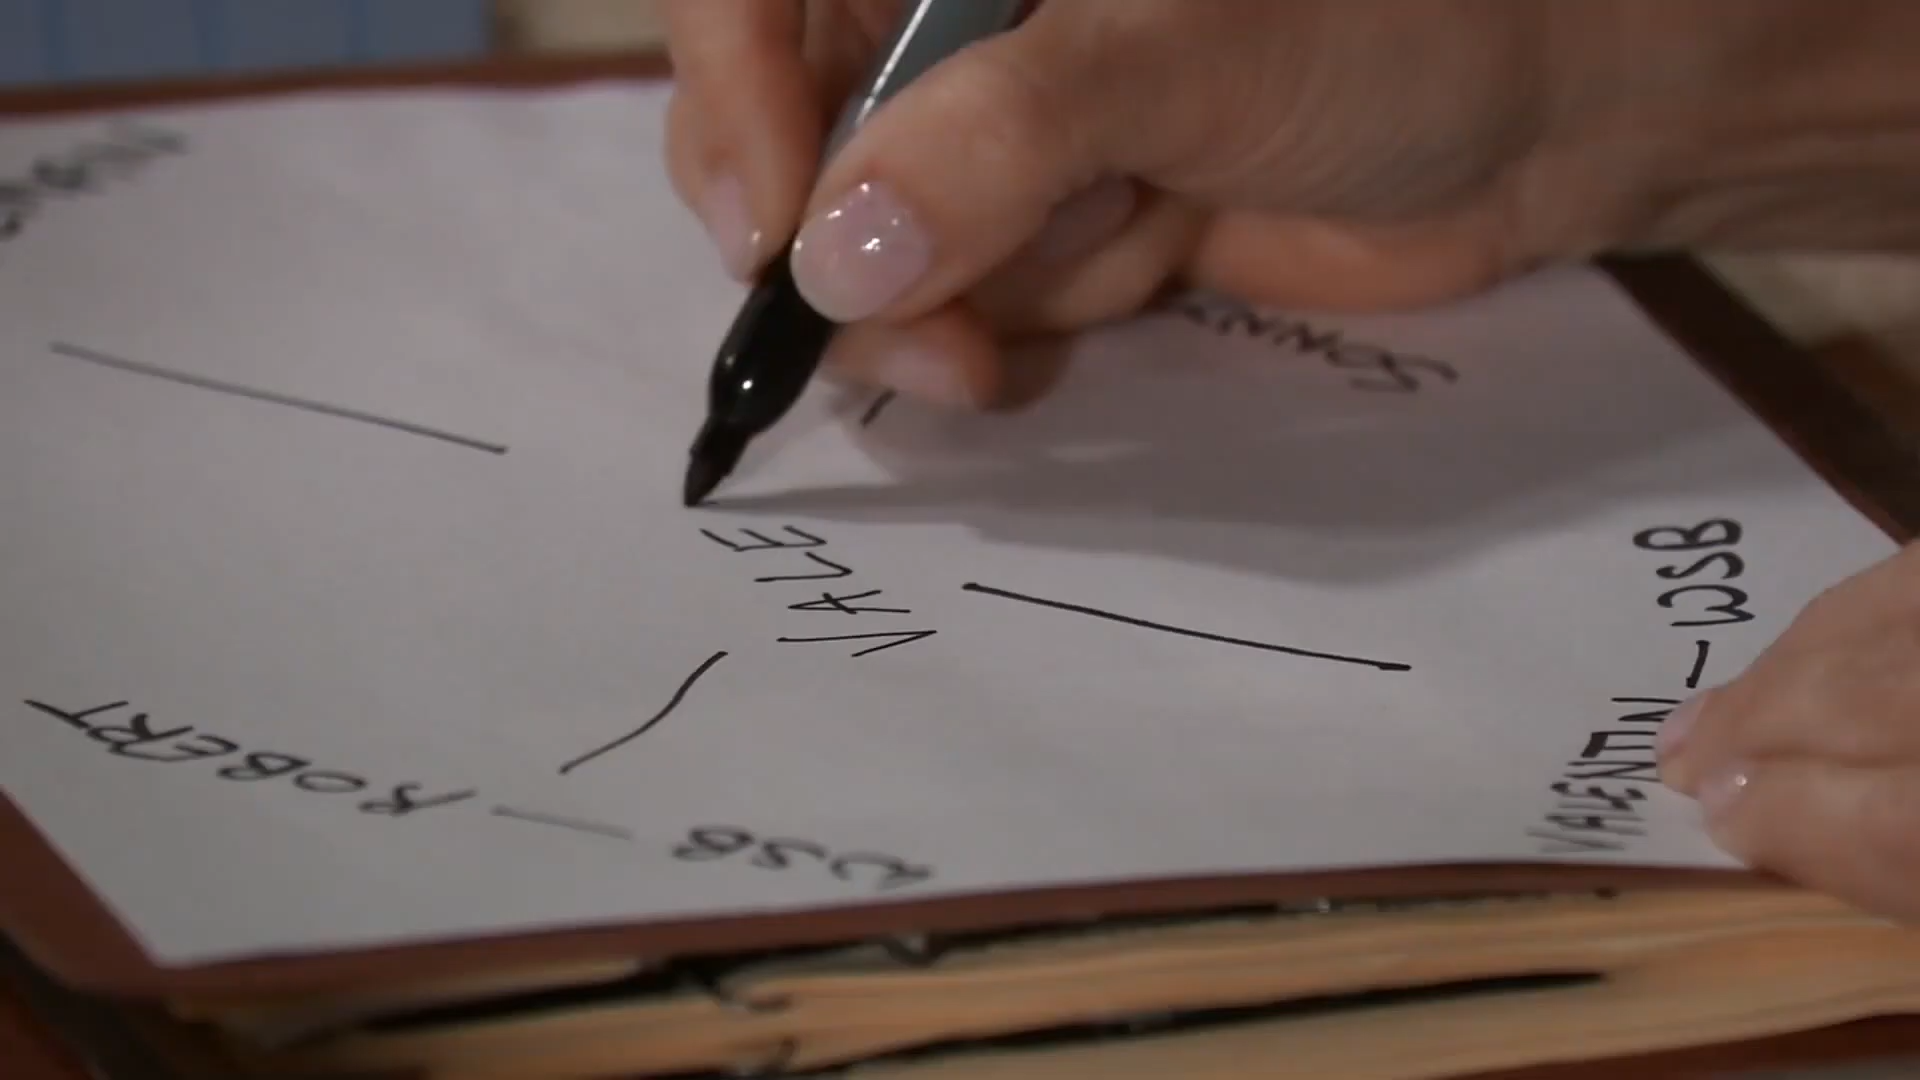 SONNY
VALENTIN – WSB
VALE
ROBERT – WSB